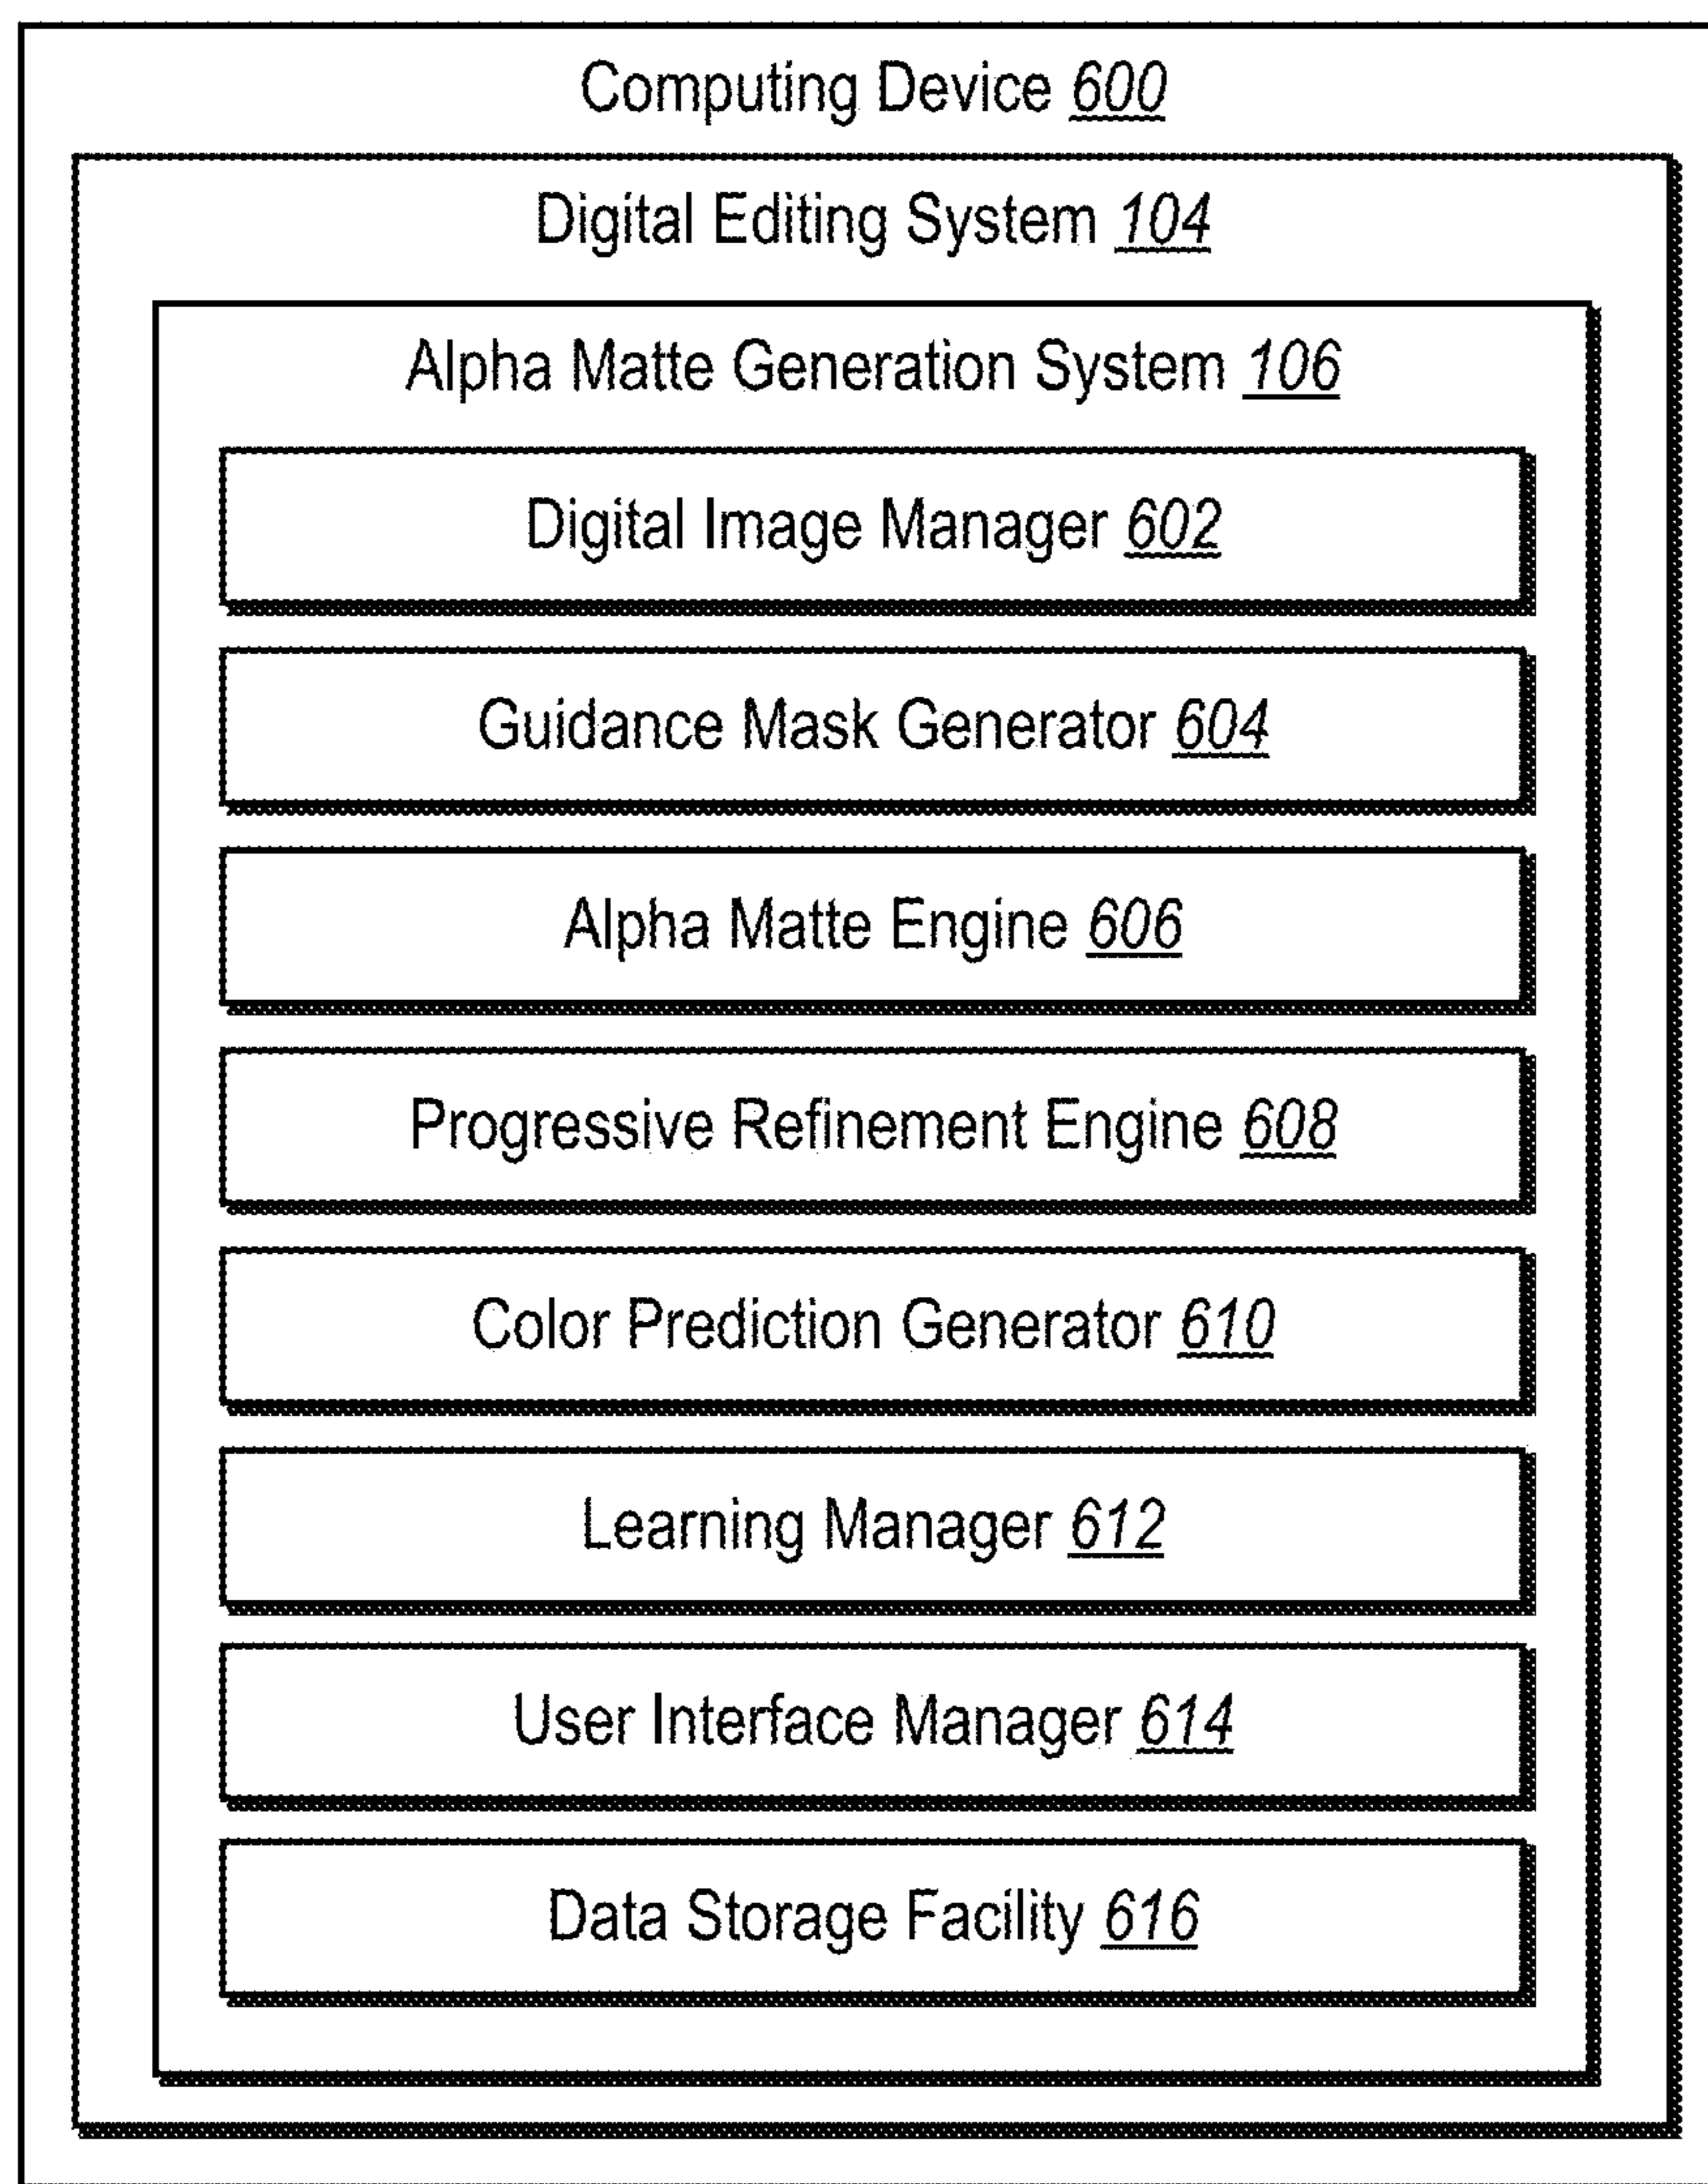 Computing Device 600
Digital Editing System 104
Alpha Matte Generation System 106
Digital Image Manager 602
Guidance Mask Generator 604
Alpha Matte Engine 606
Progressive Refinement Engine 608
Color Prediction Generator 610
Learning Manager 612
User Interface Manager 614
Data Storage Facility 616